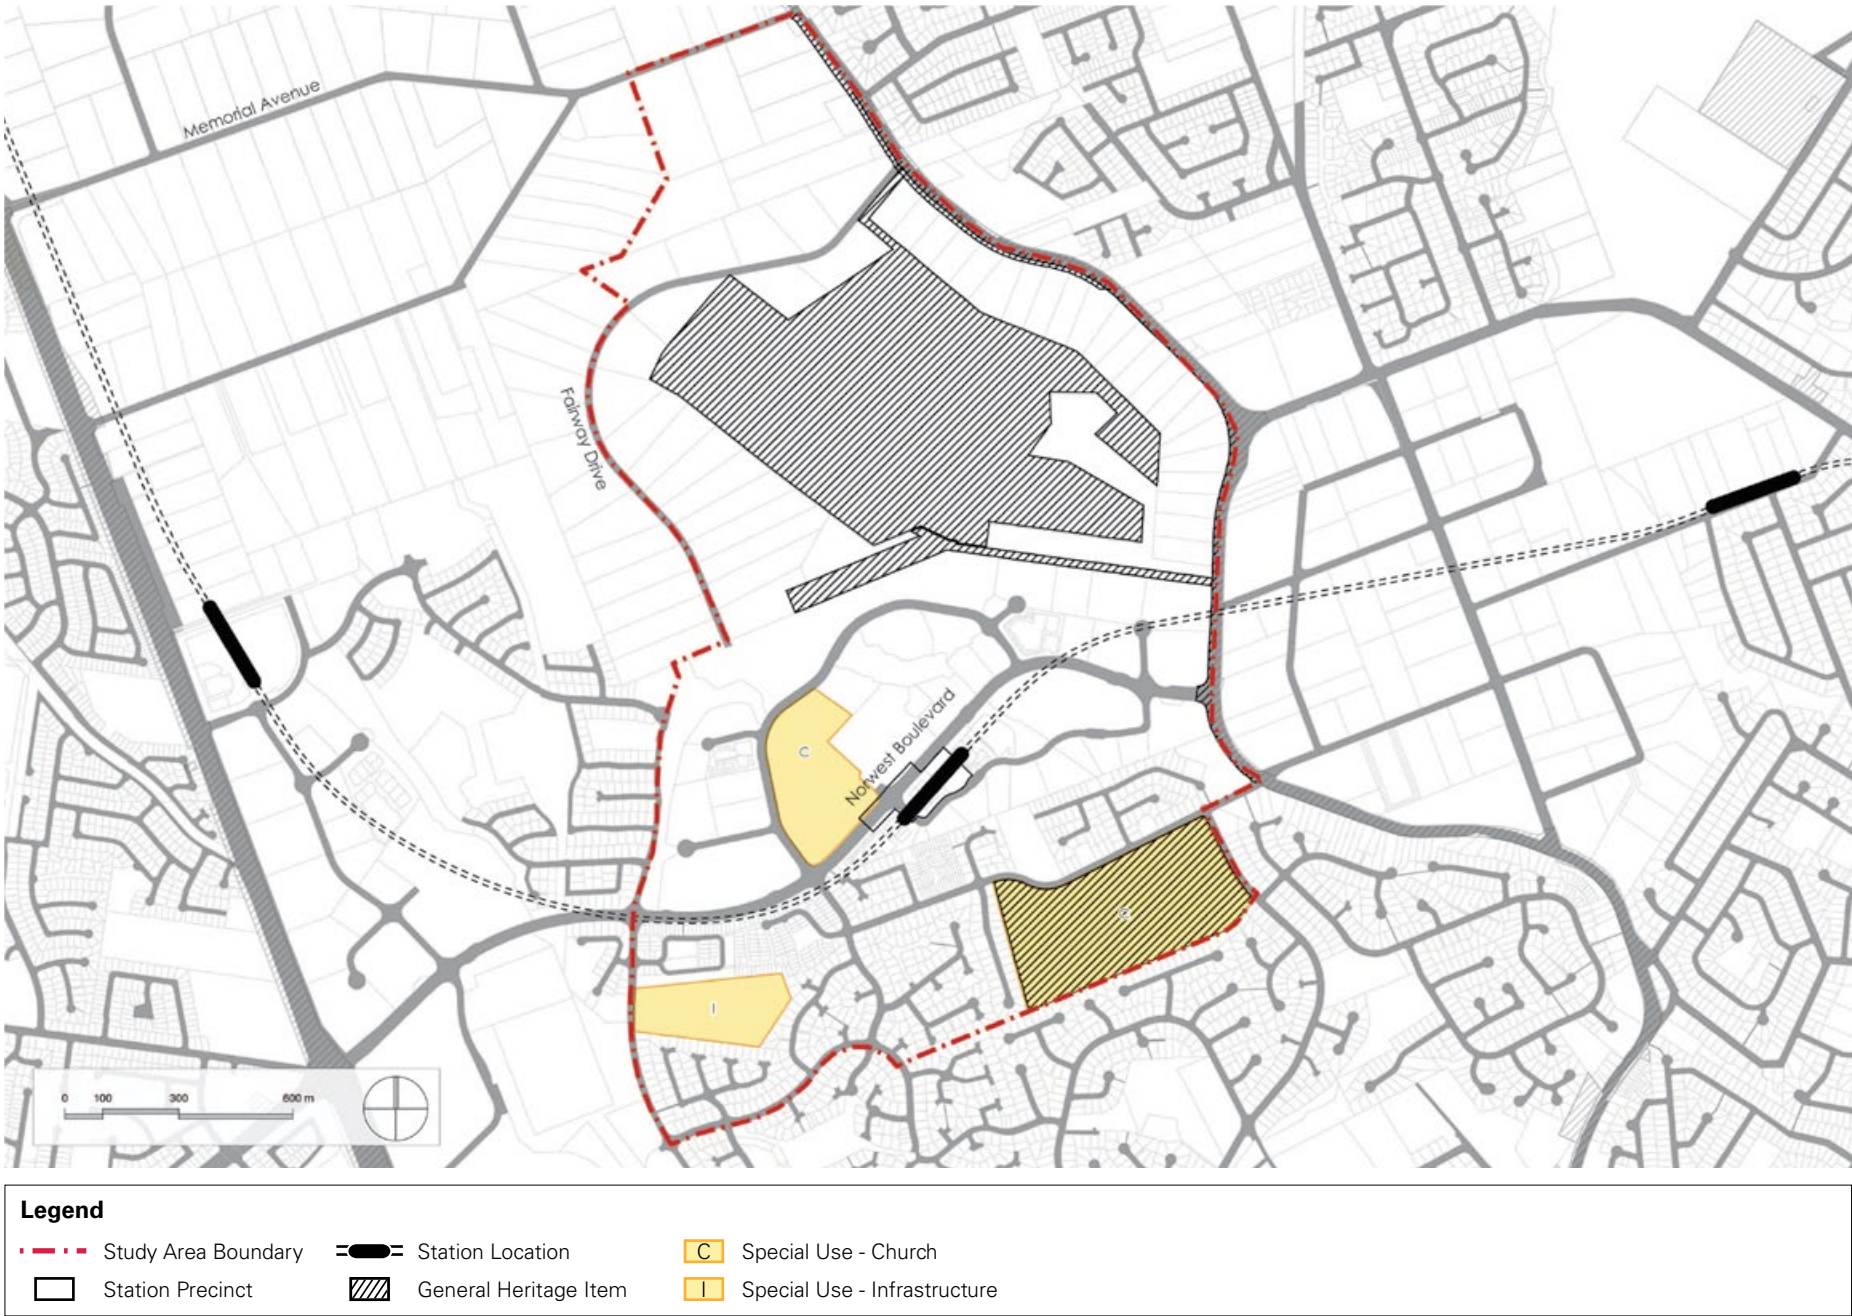 Memorial Avenue
Fairway Drive
Norwest Boulevard
C
C
I
0 100 300 600 m
Legend
Study Area Boundary
Station Location
C Special Use - Church
Station Precinct
General Heritage Item
I Special Use - Infrastructure